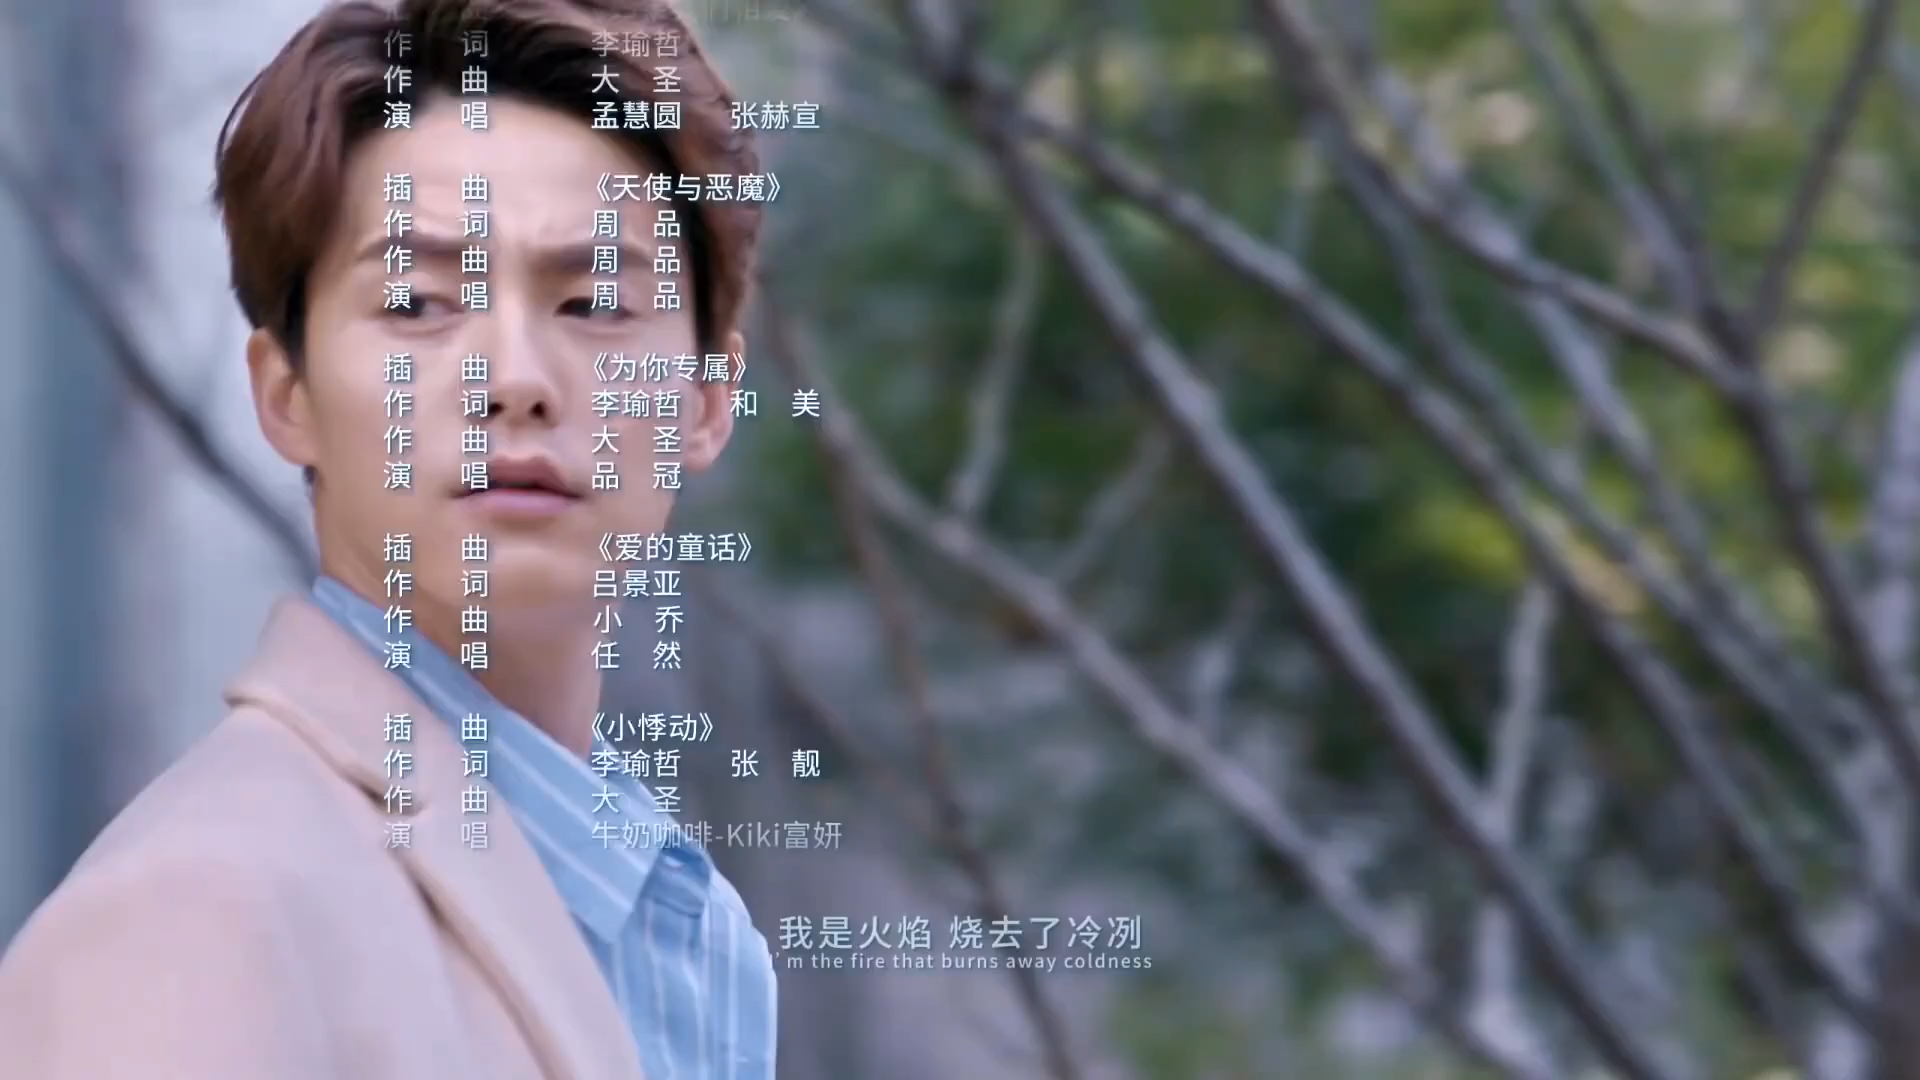 作 词 李瑜哲
作 曲 大 圣
演 唱 孟慧圆 张赫宣
插 曲 《天使与恶魔》
作 词 周 品
作 曲 周 品
演 唱 周 品
插 曲 《为你专属》
作 词 李瑜哲 和 美
作 曲 大 圣
演 唱 品 冠
插 曲 《爱的童话》
作 词 吕景亚
作 曲 小 乔
演 唱 任 然
插 曲 《小悸动》
作 词 李瑜哲 张 靓
作 曲 大 圣
演 唱 牛奶咖啡-Kiki富妍
我是火焰 烧去了冷冽
I'm the fire that burns away coldness